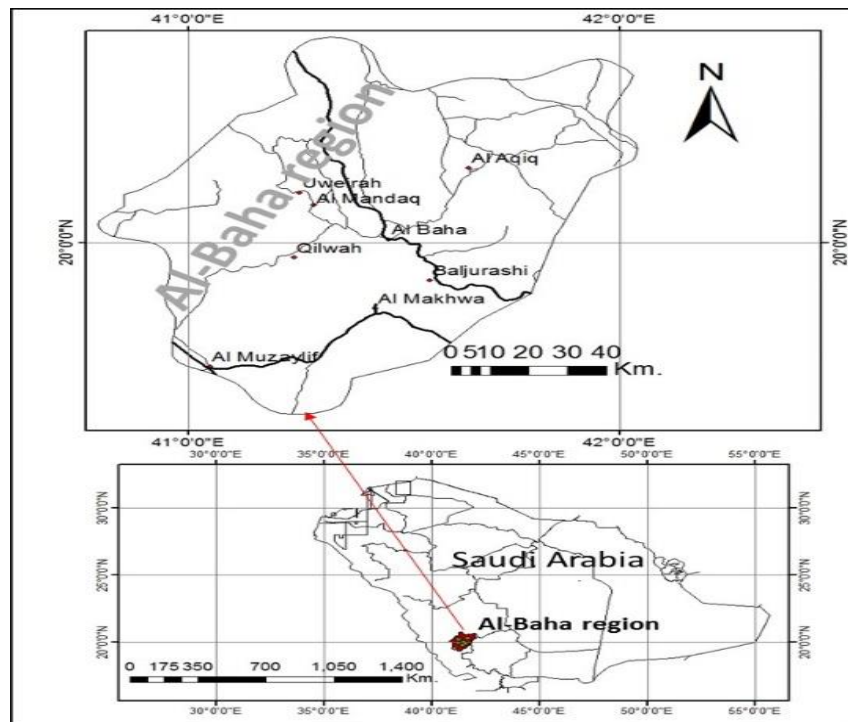 41°0'0"E 42°0'0"E
N
Al-Baha region
Al Aqiq
Uweirah
Al Mandaq
Al Baha
20°0'0"N 20°0'0"N
Qilwah
Baljurashi
Al Makhwa
0 5 10 20 30 40
Km.
Al Muzaylif
41°0'0"E 42°0'0"E
30°0'0"E 35°0'0"E 40°0'0"E 45°0'0"E 50°0'0"E 55°0'0"E
30°0'0"N 30°0'0"N
Saudi Arabia
25°0'0"N 25°0'0"N
Al-Baha region
20°0'0"N 20°0'0"N
0 175 350 700 1,050 1,400
Km.
30°0'0"E 35°0'0"E 40°0'0"E 45°0'0"E 50°0'0"E 55°0'0"E